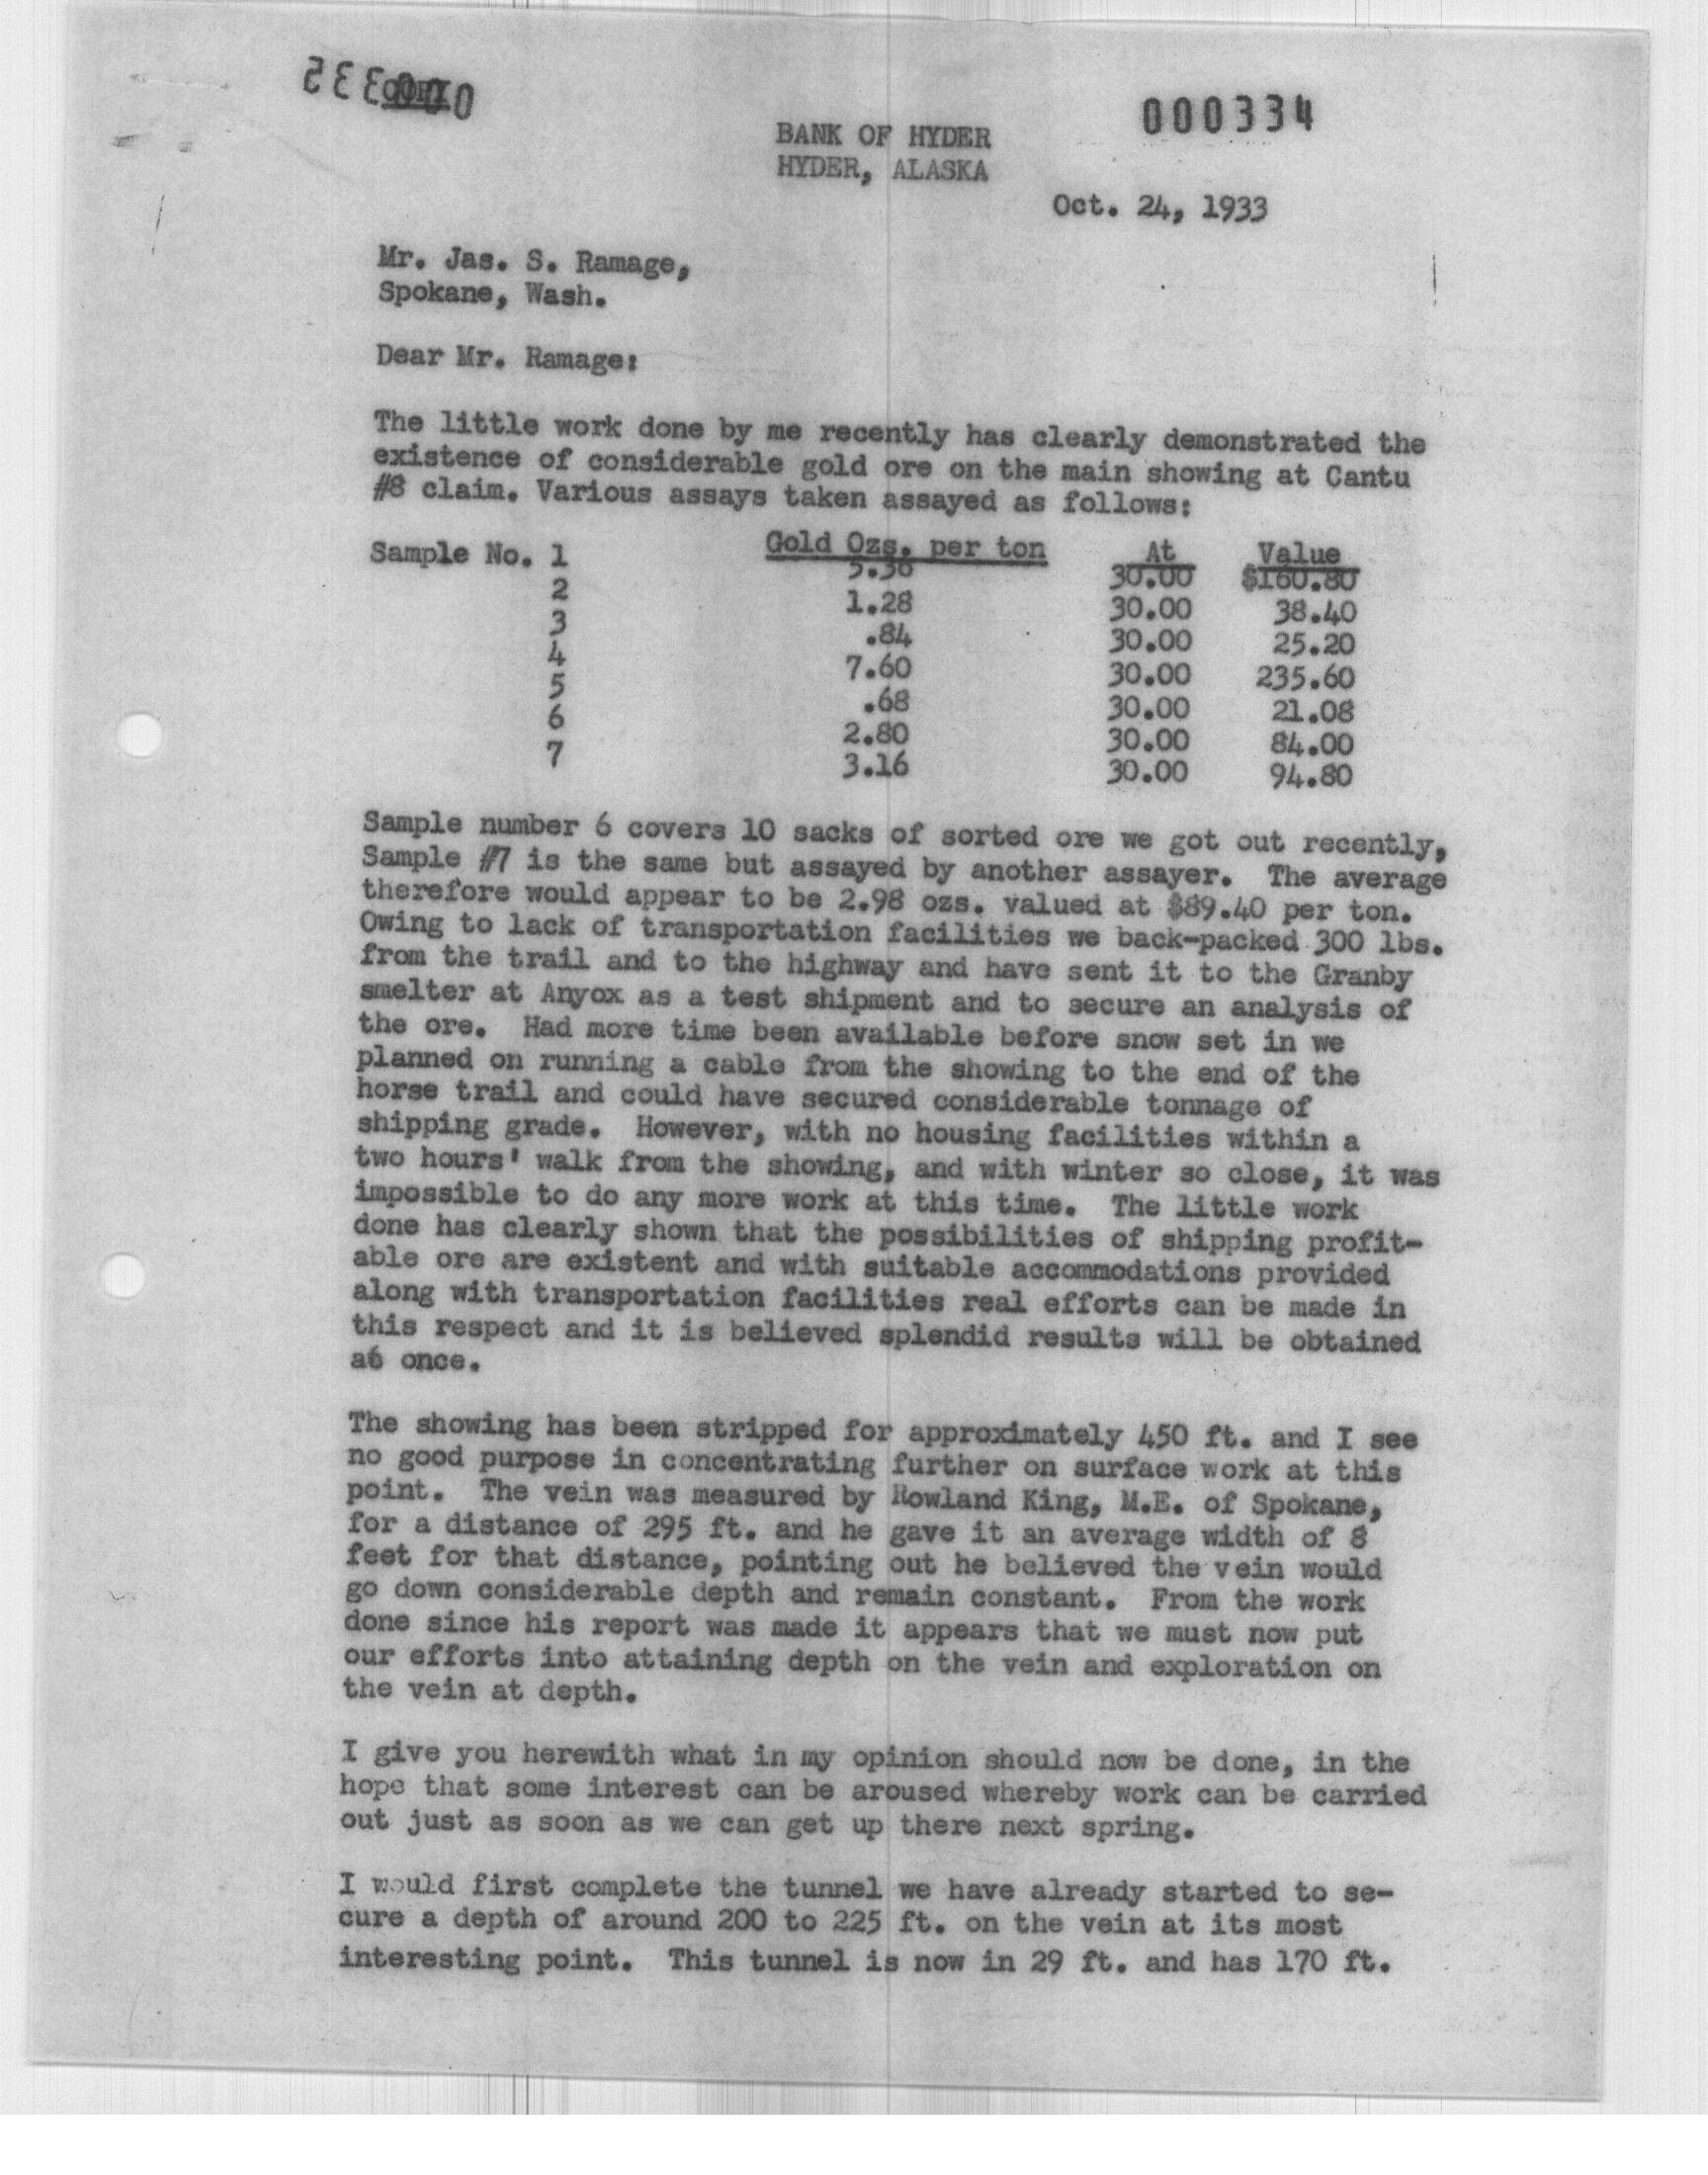 COPY
000335
000334
BANK OF HYDER
HYDER, ALASKA
Oct. 24, 1933
Mr. Jas. S. Ramage,
Spokane, Wash.
Dear Mr. Ramage:
The little work done by me recently has clearly demonstrated the
existence of considerable gold ore on the main showing at Cantu
#8 claim. Various assays taken assayed as follows:
Gold Ozs. per ton At Value
Sample No. 1 5.36 30.00 $160.80
2 1.28 30.00 38.40
3 .84 30.00 25.20
4 7.60 30.00 235.60
5 .68 30.00 21.08
6 2.80 30.00 84.00
7 3.16 30.00 94.80
Sample number 6 covers 10 sacks of sorted ore we got out recently,
Sample #7 is the same but assayed by another assayer. The average
therefore would appear to be 2.98 ozs. valued at $89.40 per ton.
Owing to lack of transportation facilities we back-packed 300 lbs.
from the trail and to the highway and have sent it to the Granby
smelter at Anyox as a test shipment and to secure an analysis of
the ore. Had more time been available before snow set in we
planned on running a cable from the showing to the end of the
horse trail and could have secured considerable tonnage of
shipping grade. However, with no housing facilities within a
two hours' walk from the showing, and with winter so close, it was
impossible to do any more work at this time. The little work
done has clearly shown that the possibilities of shipping profit-
able ore are existent and with suitable accommodations provided
along with transportation facilities real efforts can be made in
this respect and it is believed splendid results will be obtained
at once.
The showing has been stripped for approximately 450 ft. and I see
no good purpose in concentrating further on surface work at this
point. The vein was measured by Rowland King, M.E. of Spokane,
for a distance of 295 ft. and he gave it an average width of 8
feet for that distance, pointing out he believed the vein would
go down considerable depth and remain constant. From the work
done since his report was made it appears that we must now put
our efforts into attaining depth on the vein and exploration on
the vein at depth.
I give you herewith what in my opinion should now be done, in the
hope that some interest can be aroused whereby work can be carried
out just as soon as we can get up there next spring.
I would first complete the tunnel we have already started to se-
cure a depth of around 200 to 225 ft. on the vein at its most
interesting point. This tunnel is now in 29 ft. and has 170 ft.